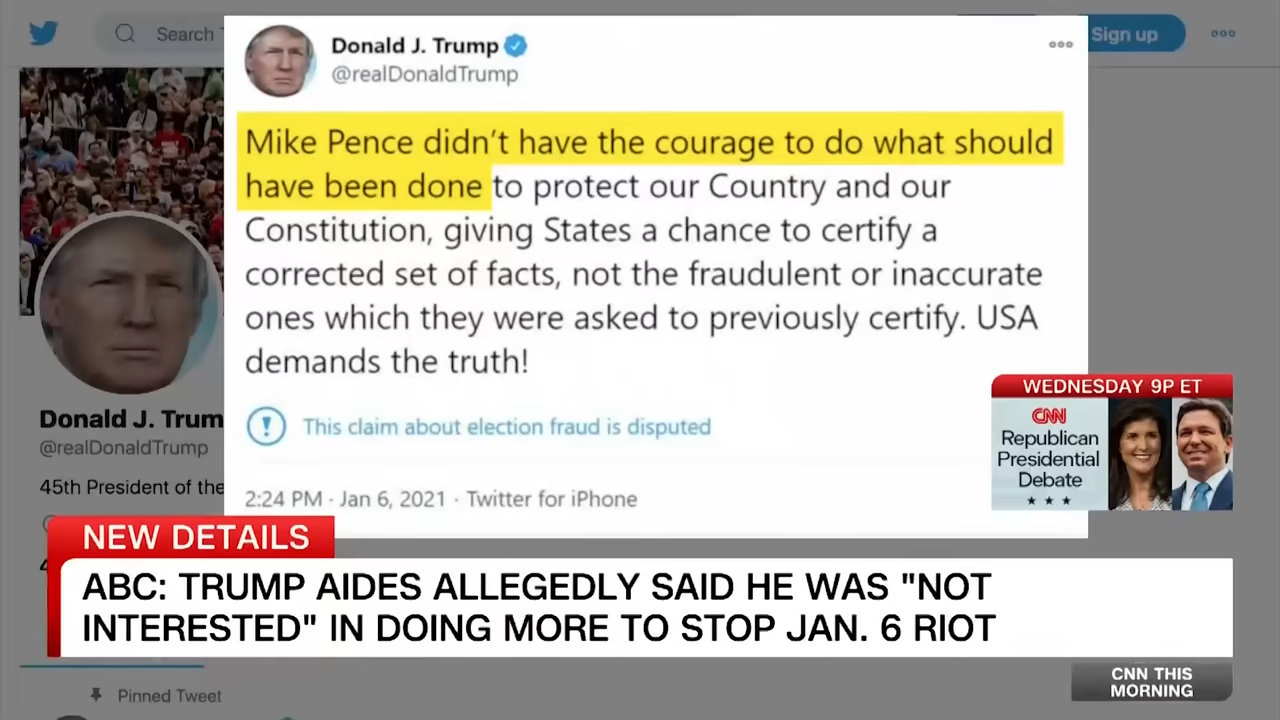 Search
Sign up
Donald J. Trump
@realDonaldTrump
Mike Pence didn't have the courage to do what should
have been done to protect our Country and our
Constitution, giving States a chance to certify a
corrected set of facts, not the fraudulent or inaccurate
ones which they were asked to previously certify. USA
demands the truth!
This claim about election fraud is disputed
2:24 PM · Jan 6, 2021 · Twitter for iPhone
Donald J. Trum
@realDonaldTrump
45th President of the
WEDNESDAY 9P ET
CNN
Republican
Presidential
Debate
NEW DETAILS
ABC: TRUMP AIDES ALLEGEDLY SAID HE WAS "NOT
INTERESTED" IN DOING MORE TO STOP JAN. 6 RIOT
Pinned Tweet
CNN THIS
MORNING